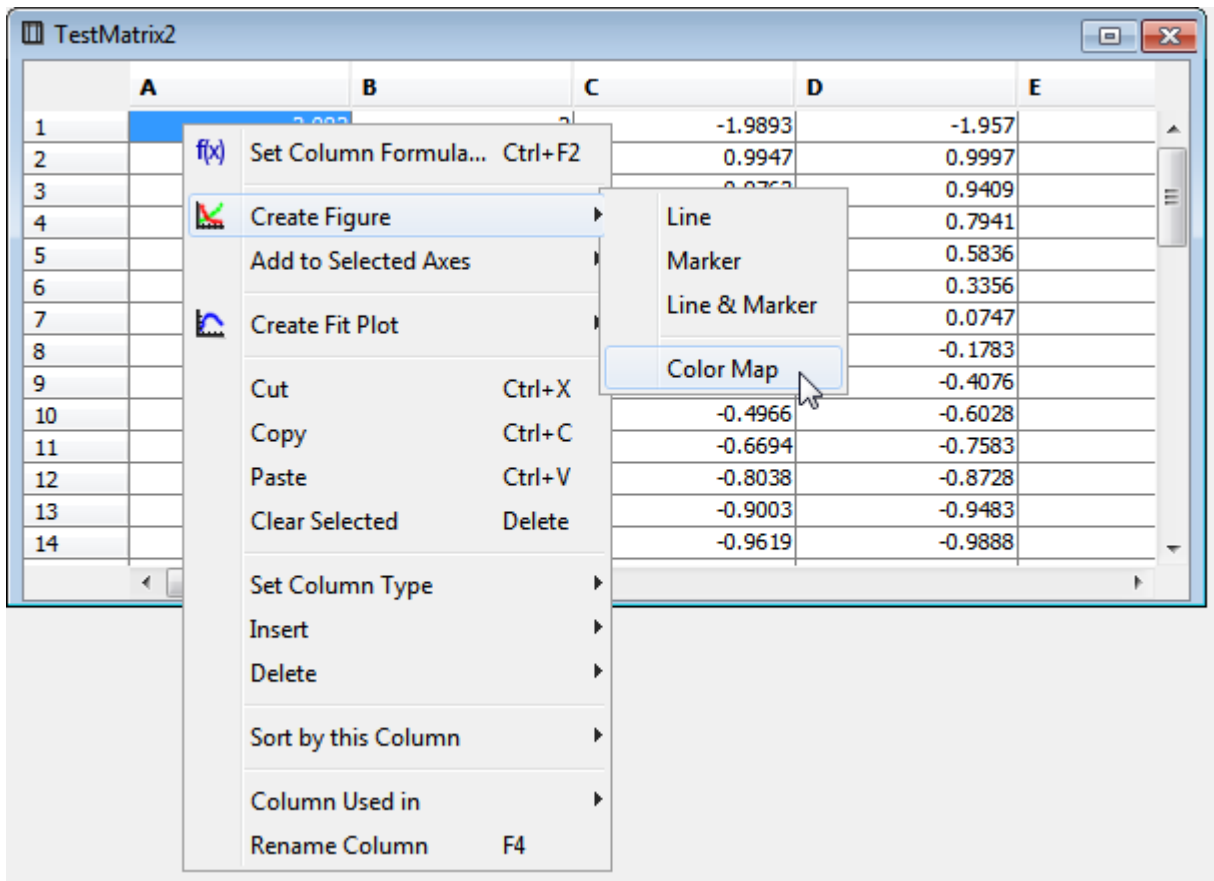 TestMatrix2
A B C D E
1 -1.9893 -1.957
2 f(x) Set Column Formula... Ctrl+F2 0.9947 0.9997
3 0.9409
4 Create Figure Line 0.7941
5 Add to Selected Axes Marker 0.5836
6 Line & Marker 0.3356
7 Create Fit Plot 0.0747
8 -0.1783
9 Cut Ctrl+X Color Map -0.4076
10 Copy Ctrl+C -0.4966 -0.6028
11 -0.6694 -0.7583
12 Paste Ctrl+V -0.8038 -0.8728
13 Clear Selected Delete -0.9003 -0.9483
14 -0.9619 -0.9888
Set Column Type
Insert
Delete
Sort by this Column
Column Used in
Rename Column F4